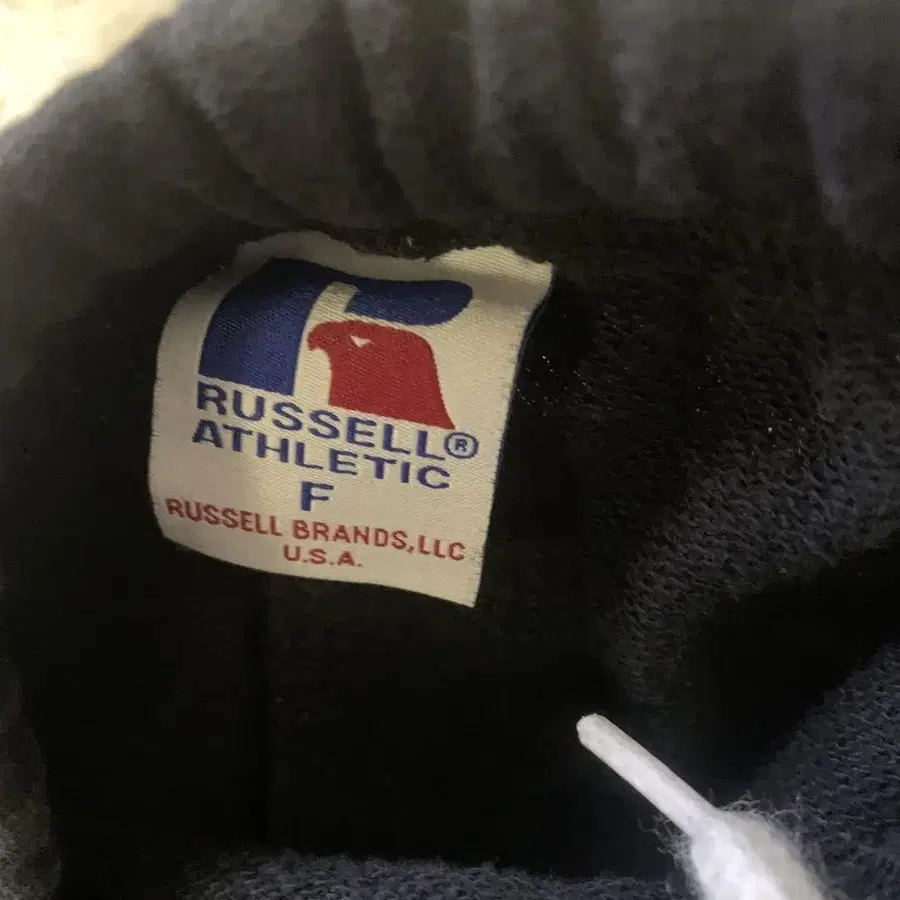 RUSSELL®
ATHLETIC
F
RUSSELL BRANDS, LLC
U.S.A.